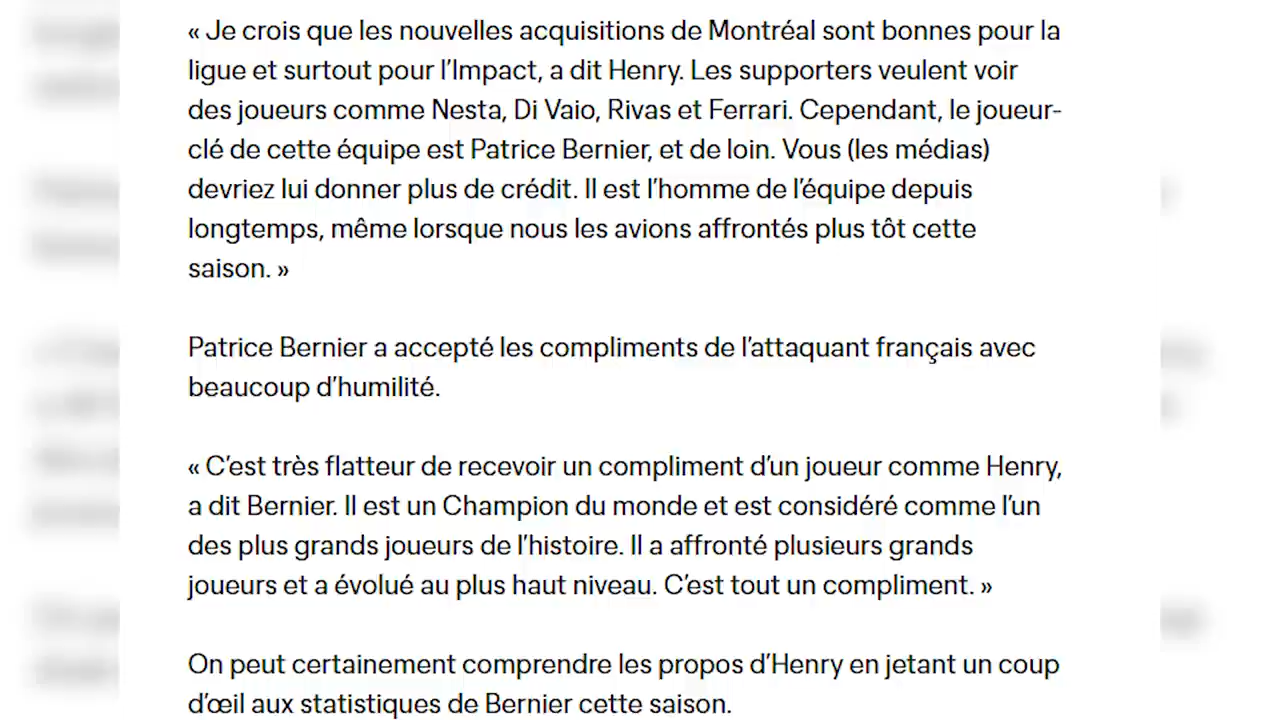 « Je crois que les nouvelles acquisitions de Montréal sont bonnes pour la
ligue et surtout pour l’Impact, a dit Henry. Les supporters veulent voir
des joueurs comme Nesta, Di Vaio, Rivas et Ferrari. Cependant, le joueur-
clé de cette équipe est Patrice Bernier, et de loin. Vous (les médias)
devriez lui donner plus de crédit. Il est l’homme de l’équipe depuis
longtemps, même lorsque nous les avions affrontés plus tôt cette
saison. »
Patrice Bernier a accepté les compliments de l’attaquant français avec
beaucoup d’humilité.
« C’est très flatteur de recevoir un compliment d’un joueur comme Henry,
a dit Bernier. Il est un Champion du monde et est considéré comme l’un
des plus grands joueurs de l’histoire. Il a affronté plusieurs grands
joueurs et a évolué au plus haut niveau. C’est tout un compliment. »
On peut certainement comprendre les propos d’Henry en jetant un coup
d’œil aux statistiques de Bernier cette saison.